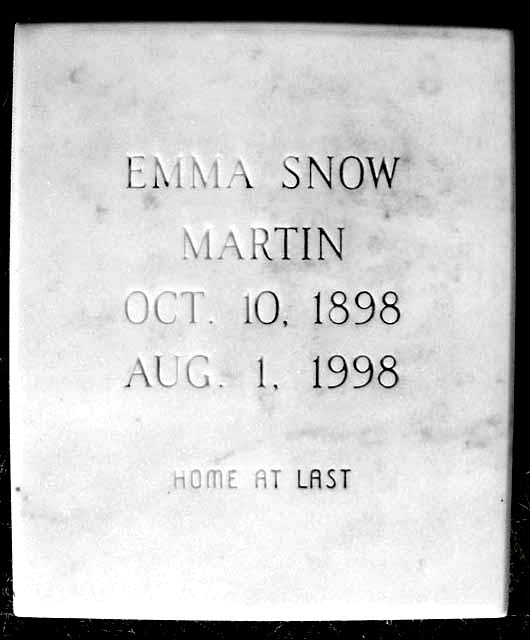 EMMA SNOW
MARTIN
OCT. 10, 1898
AUG. 1, 1998
HOME AT LAST